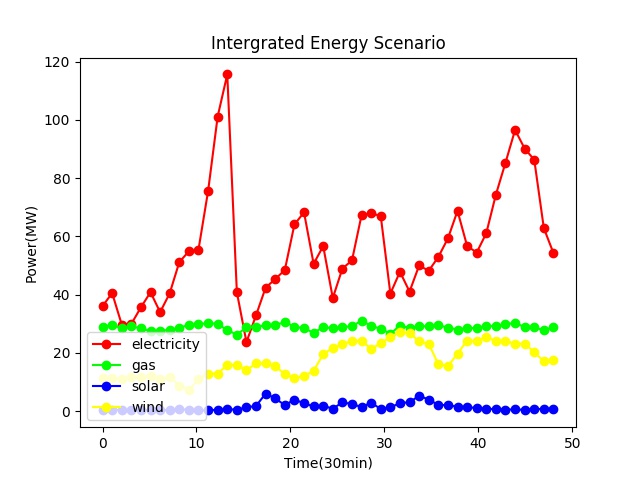 Intergrated Energy Scenario
Power(MW)
120
100
80
60
40
20
0
electricity
gas
solar
wind
0 10 20 30 40 50
Time(30min)